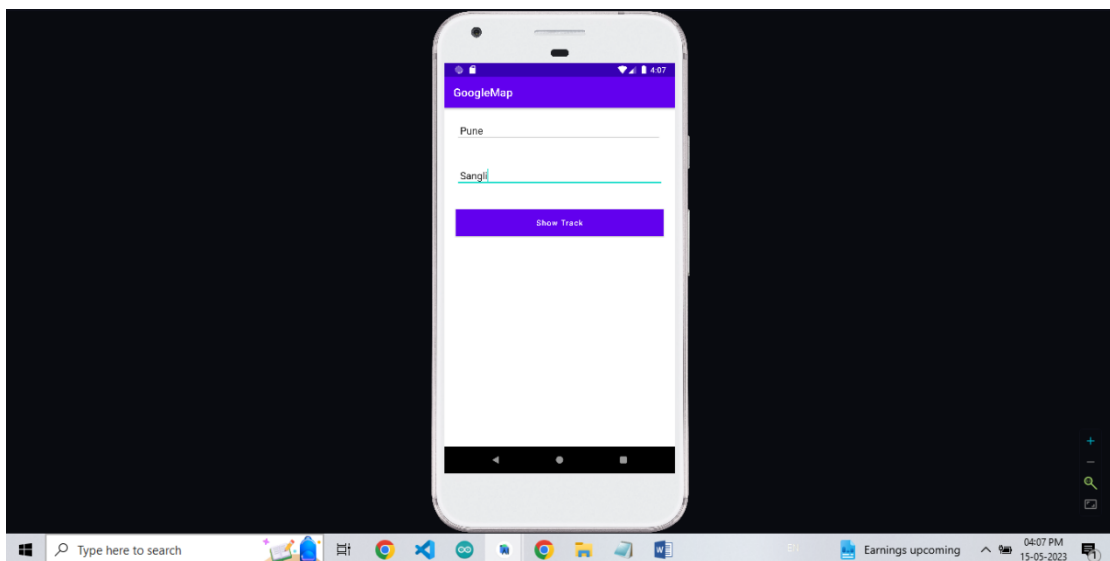 4:07
GoogleMap
Pune
Sangli
Show Track
Type here to search
Earnings upcoming
04:07 PM
15-05-2023